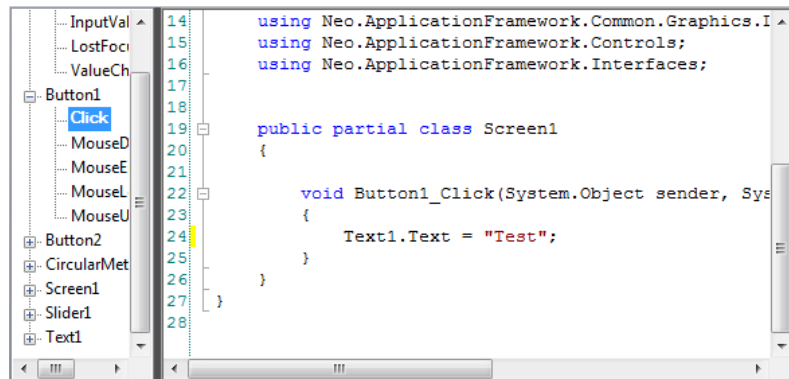 InputVal
LostFoc
ValueCh
Button1
Click
MouseD
MouseE
MouseL
MouseU
Button2
CircularMet
Screen1
Slider1
Text1
14 using Neo.ApplicationFramework.Common.Graphics.
15 using Neo.ApplicationFramework.Controls;
16 using Neo.ApplicationFramework.Interfaces;
17
18
19 public partial class Screen1
20 {
21
22 void Button1_Click(System.Object sender, Sys
23 {
24 Text1.Text = "Test";
25 }
26 }
27 }
28